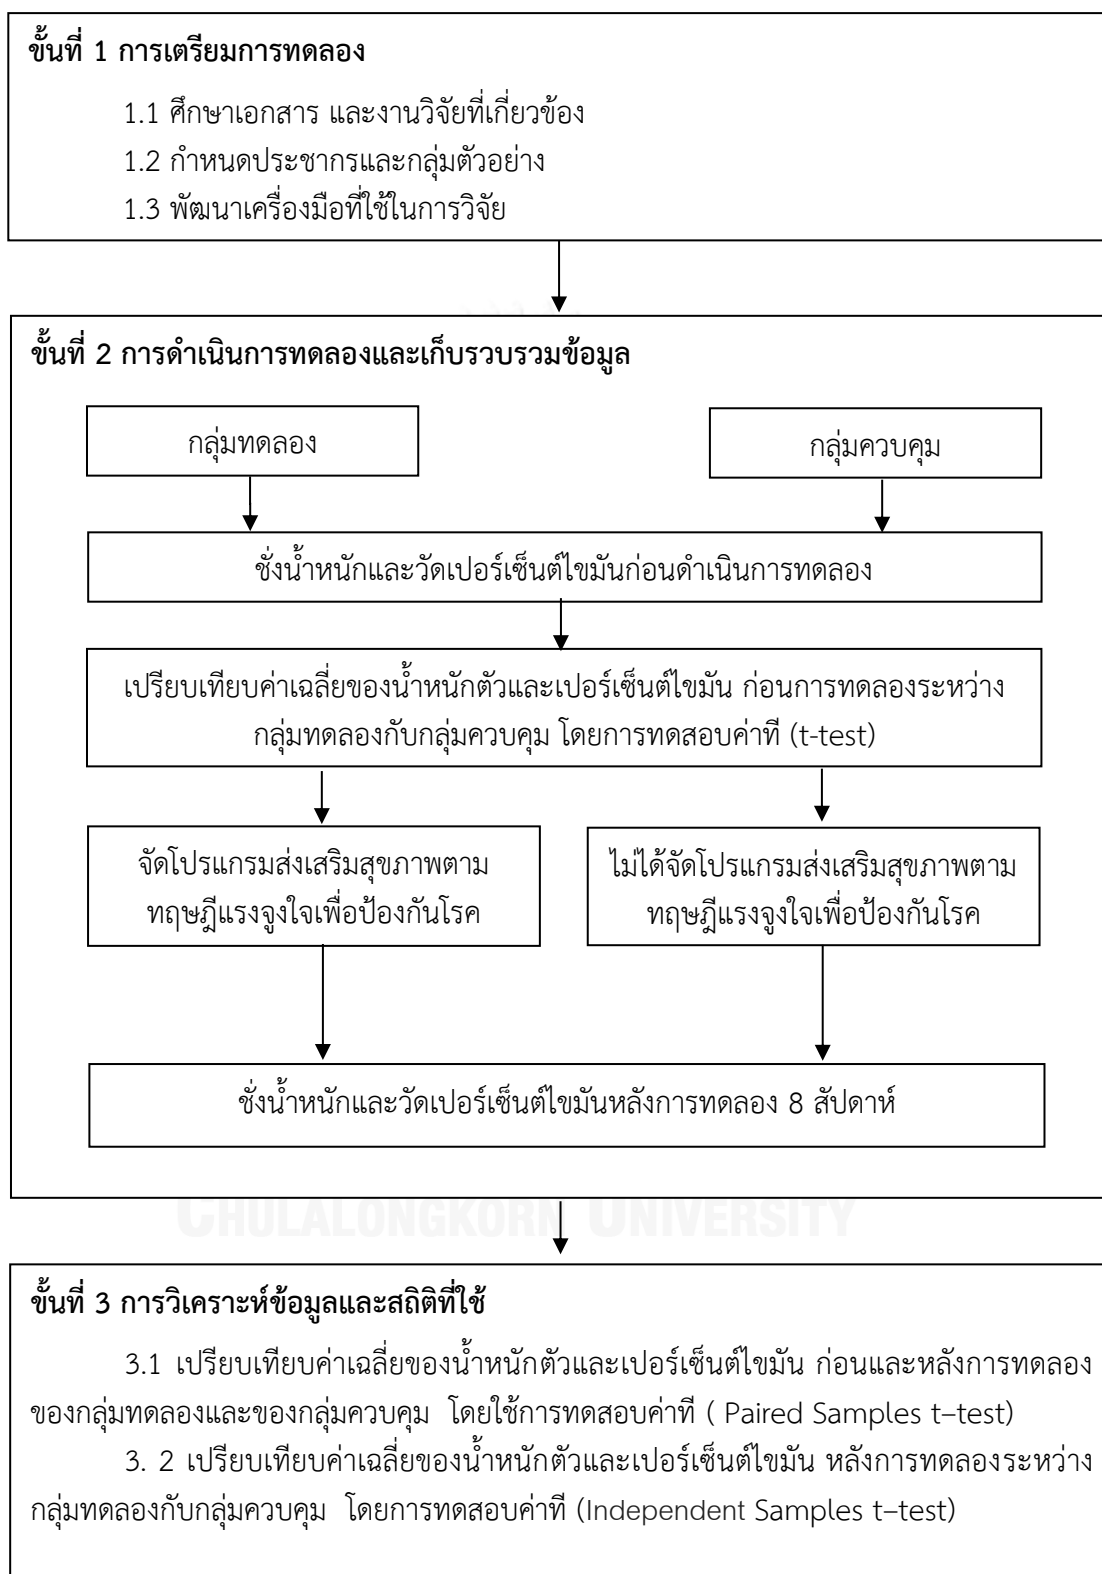 ขั้นที่ 1 การเตรียมการทดลอง
1.1 ศึกษาเอกสาร และงานวิจัยที่เกี่ยวข้อง
1.2 กำหนดประชากรและกลุ่มตัวอย่าง
1.3 พัฒนาเครื่องมือที่ใช้ในการวิจัย
ขั้นที่ 2 การดำเนินการทดลองและเก็บรวบรวมข้อมูล
กลุ่มทดลอง
กลุ่มควบคุม
ชั่งน้ำหนักและวัดเปอร์เซ็นต์ไขมันก่อนดำเนินการทดลอง
เปรียบเทียบค่าเฉลี่ยของน้ำหนักตัวและเปอร์เซ็นต์ไขมัน ก่อนการทดลองระหว่าง
กลุ่มทดลองกับกลุ่มควบคุม โดยการทดสอบค่าที (t-test)
จัดโปรแกรมส่งเสริมสุขภาพตาม
ทฤษฎีแรงจูงใจเพื่อป้องกันโรค
ไม่ได้จัดโปรแกรมส่งเสริมสุขภาพตาม
ทฤษฎีแรงจูงใจเพื่อป้องกันโรค
ชั่งน้ำหนักและวัดเปอร์เซ็นต์ไขมันหลังการทดลอง 8 สัปดาห์
CHULALONGKORN UNIVERSITY
ขั้นที่ 3 การวิเคราะห์ข้อมูลและสถิติที่ใช้
3.1 เปรียบเทียบค่าเฉลี่ยของน้ำหนักตัวและเปอร์เซ็นต์ไขมัน ก่อนและหลังการทดลอง
ของกลุ่มทดลองและของกลุ่มควบคุม โดยใช้การทดสอบค่าที ( Paired Samples t–test)
3. 2 เปรียบเทียบค่าเฉลี่ยของน้ำหนักตัวและเปอร์เซ็นต์ไขมัน หลังการทดลองระหว่าง
กลุ่มทดลองกับกลุ่มควบคุม โดยการทดสอบค่าที (Independent Samples t–test)